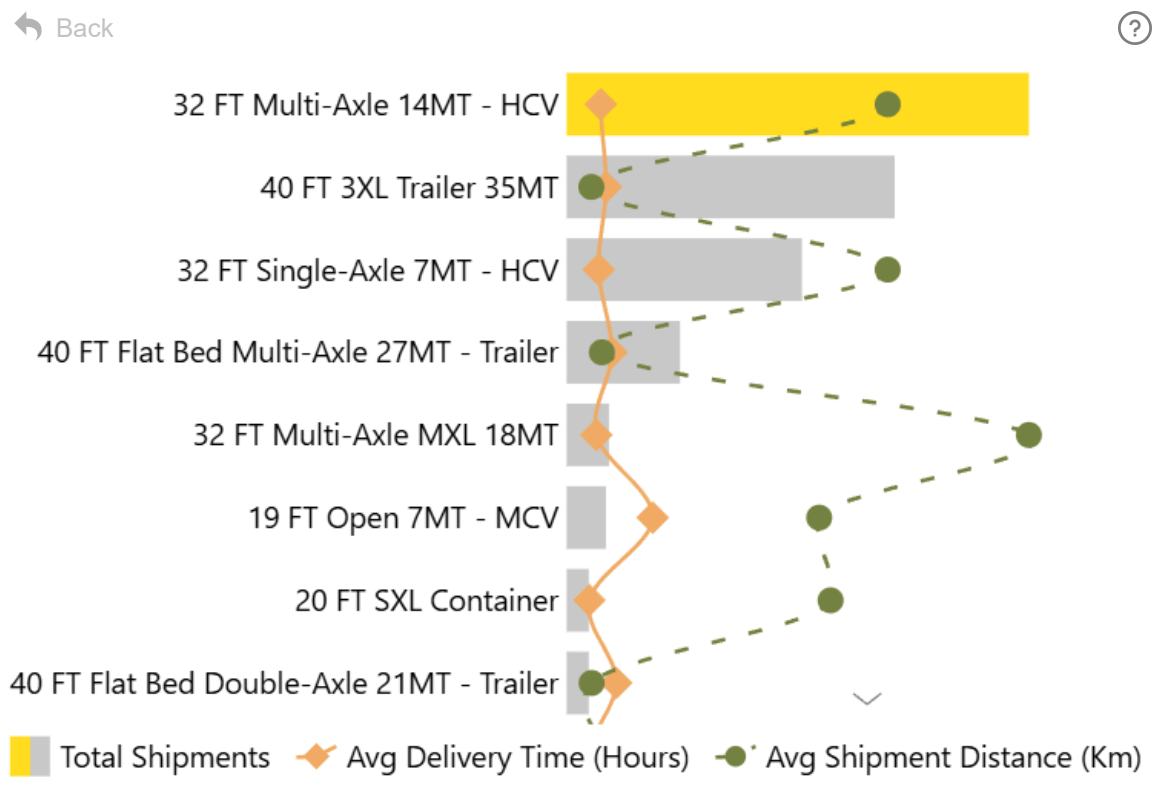 Back
?
32 FT Multi-Axle 14MT - HCV
40 FT 3XL Trailer 35MT
32 FT Single-Axle 7MT - HCV
40 FT Flat Bed Multi-Axle 27MT - Trailer
32 FT Multi-Axle MXL 18MT
19 FT Open 7MT - MCV
20 FT SXL Container
40 FT Flat Bed Double-Axle 21MT - Trailer
Total Shipments Avg Delivery Time (Hours) Avg Shipment Distance (Km)